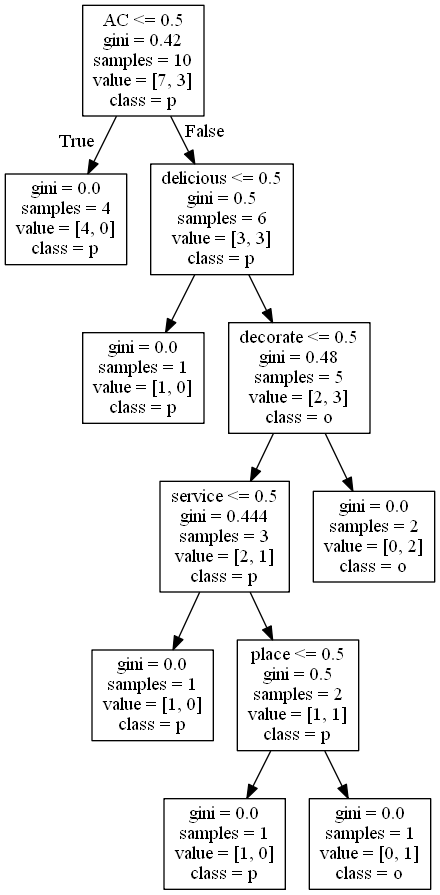 AC <= 0.5
gini = 0.42
samples = 10
value = [7, 3]
class = p
True
False
gini = 0.0
samples = 4
value = [4, 0]
class = p
delicious <= 0.5
gini = 0.5
samples = 6
value = [3, 3]
class = p
gini = 0.0
samples = 1
value = [1, 0]
class = p
decorate <= 0.5
gini = 0.48
samples = 5
value = [2, 3]
class = o
service <= 0.5
gini = 0.444
samples = 3
value = [2, 1]
class = p
gini = 0.0
samples = 2
value = [0, 2]
class = o
gini = 0.0
samples = 1
value = [1, 0]
class = p
place <= 0.5
gini = 0.5
samples = 2
value = [1, 1]
class = p
gini = 0.0
samples = 1
value = [1, 0]
class = p
gini = 0.0
samples = 1
value = [0, 1]
class = o